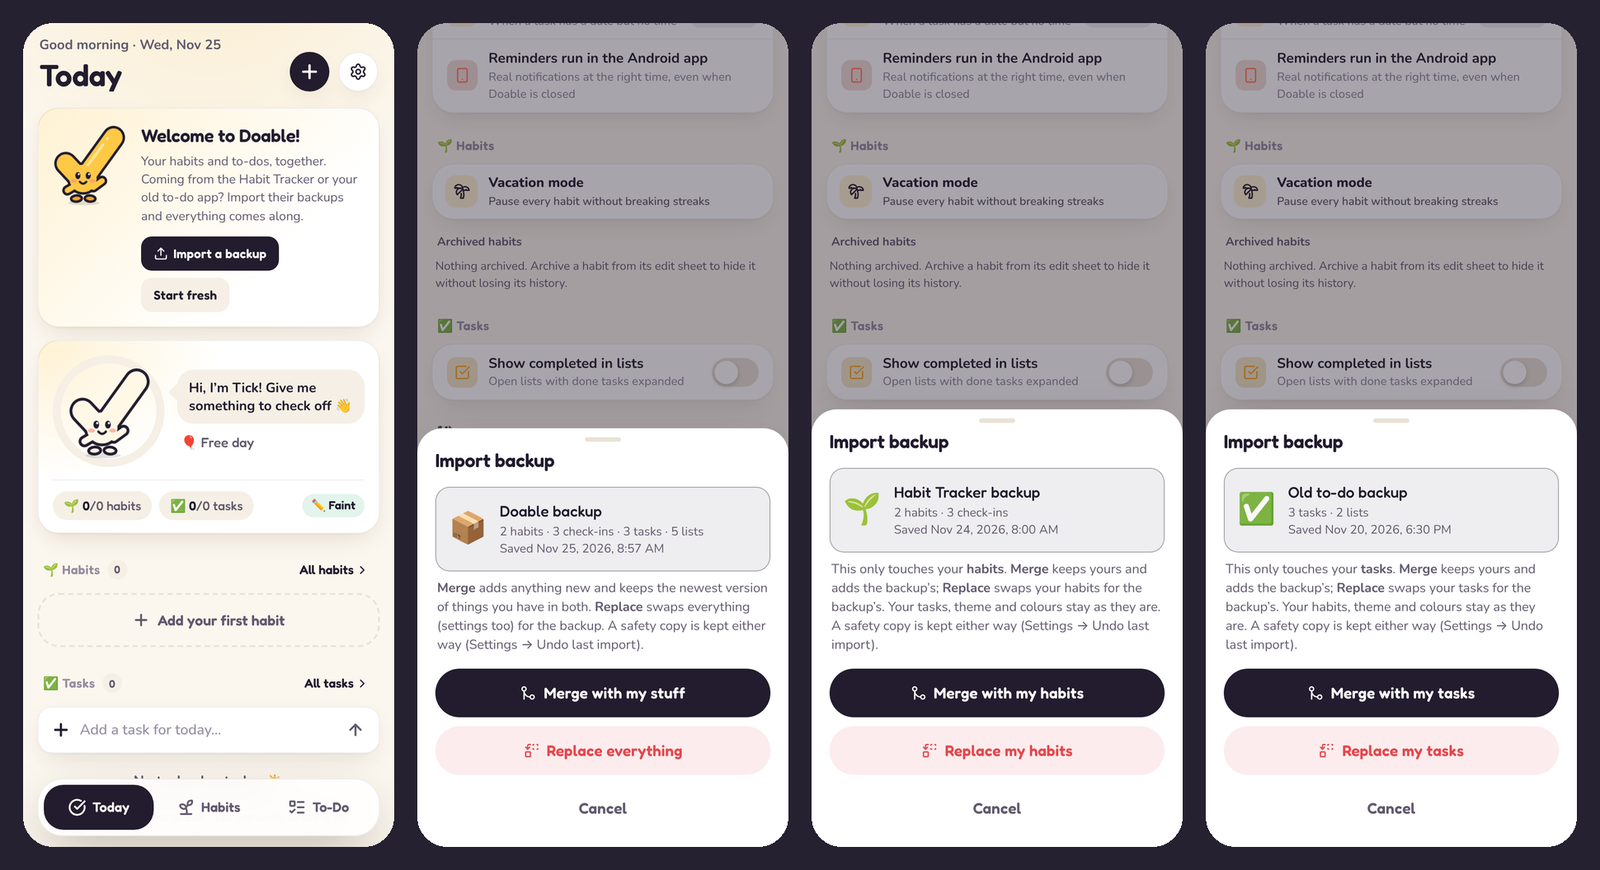 Good morning · Wed, Nov 25
Today
Welcome to Doable!
Your habits and to-dos, together.
Coming from the Habit Tracker or your
old to-do app? Import their backups
and everything comes along.
Import a backup
Start fresh
Hi, I'm Tick! Give me
something to check off 👋
🎈 Free day
🌱 0/0 habits
✅ 0/0 tasks
✏️ Faint
🌱 Habits 0
All habits >
+ Add your first habit
✅ Tasks 0
All tasks >
+ Add a task for today...
Today
Habits
To-Do
Reminders run in the Android app
Real notifications at the right time, even when
Doable is closed
🌱 Habits
Vacation mode
Pause every habit without breaking streaks
Archived habits
Nothing archived. Archive a habit from its edit sheet to hide it
without losing its history.
✅ Tasks
Show completed in lists
Open lists with done tasks expanded
Import backup
Doable backup
2 habits · 3 check-ins · 3 tasks · 5 lists
Saved Nov 25, 2026, 8:57 AM
Merge adds anything new and keeps the newest version
of things you have in both. Replace swaps everything
(settings too) for the backup. A safety copy is kept either
way (Settings → Undo last import).
Merge with my stuff
Replace everything
Cancel
Reminders run in the Android app
Real notifications at the right time, even when
Doable is closed
🌱 Habits
Vacation mode
Pause every habit without breaking streaks
Archived habits
Nothing archived. Archive a habit from its edit sheet to hide it
without losing its history.
✅ Tasks
Show completed in lists
Open lists with done tasks expanded
Import backup
Habit Tracker backup
2 habits · 3 check-ins
Saved Nov 24, 2026, 8:00 AM
This only touches your habits. Merge keeps yours and
adds the backup's; Replace swaps your habits for the
backup's. Your tasks, theme and colours stay as they are.
A safety copy is kept either way (Settings → Undo last
import).
Merge with my habits
Replace my habits
Cancel
Reminders run in the Android app
Real notifications at the right time, even when
Doable is closed
🌱 Habits
Vacation mode
Pause every habit without breaking streaks
Archived habits
Nothing archived. Archive a habit from its edit sheet to hide it
without losing its history.
✅ Tasks
Show completed in lists
Open lists with done tasks expanded
Import backup
Old to-do backup
3 tasks · 2 lists
Saved Nov 20, 2026, 6:30 PM
This only touches your tasks. Merge keeps yours and
adds the backup's; Replace swaps your tasks for the
backup's. Your habits, theme and colours stay as they
are. A safety copy is kept either way (Settings → Undo
last import).
Merge with my tasks
Replace my tasks
Cancel